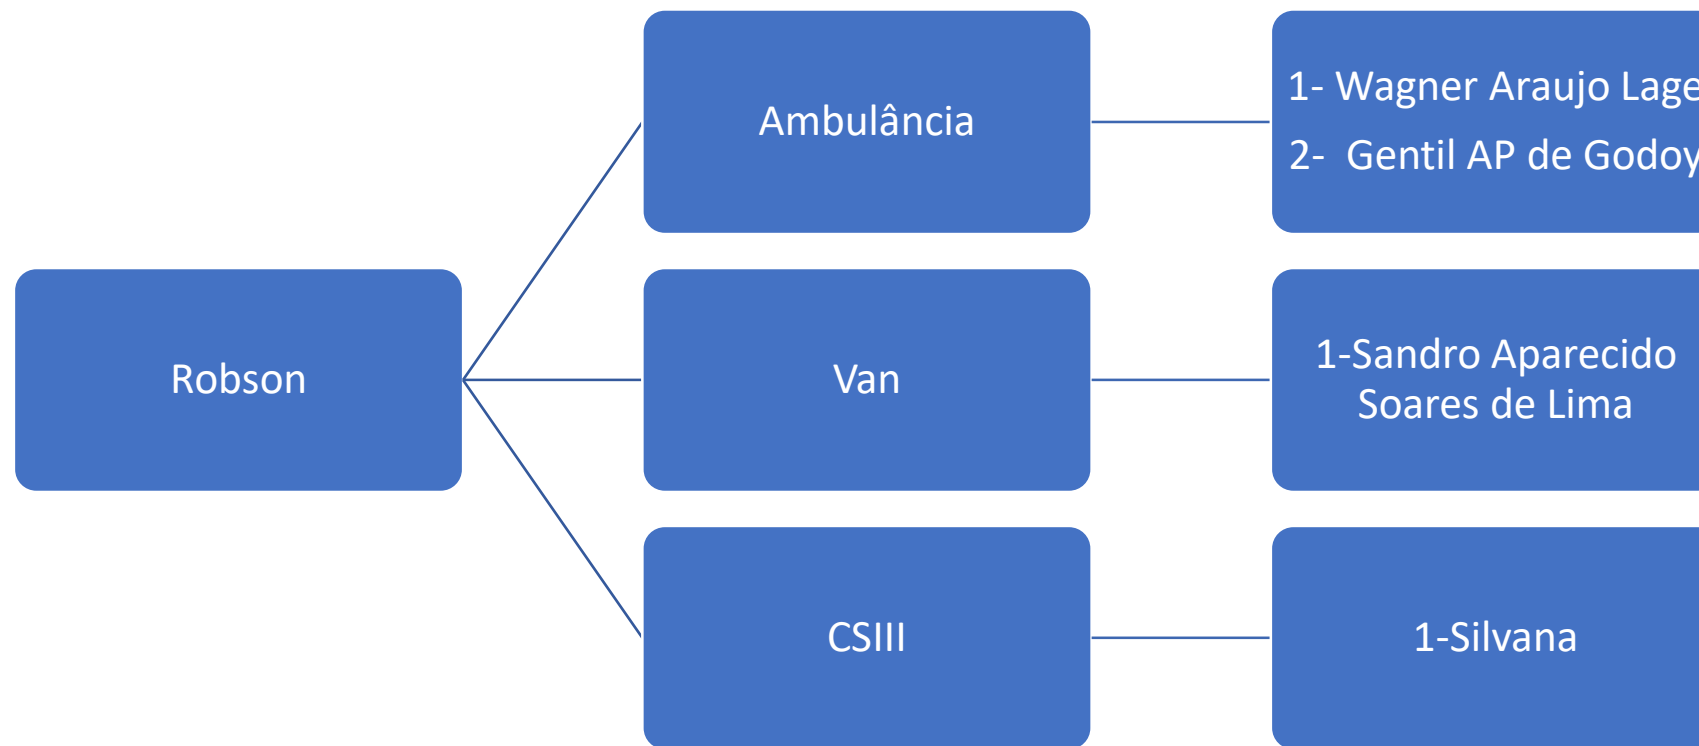 Ambulância
1- Wagner Araujo Lage
2- Gentil AP de Godoy
Robson
Van
1-Sandro Aparecido
Soares de Lima
CSIII
1-Silvana